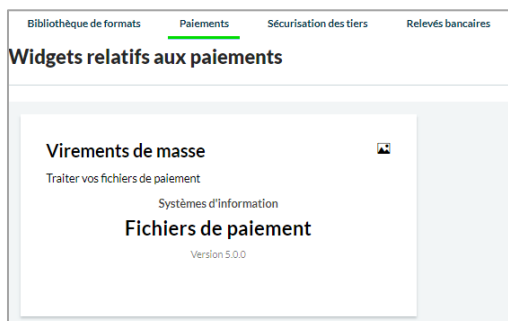 Bibliothèque de formats Paiements Sécurisation des tiers Relevés bancaires
Widgets relatifs aux paiements
Virements de masse
Traiter vos fichiers de paiement
Systèmes d'information
Fichiers de paiement
Version 5.0.0